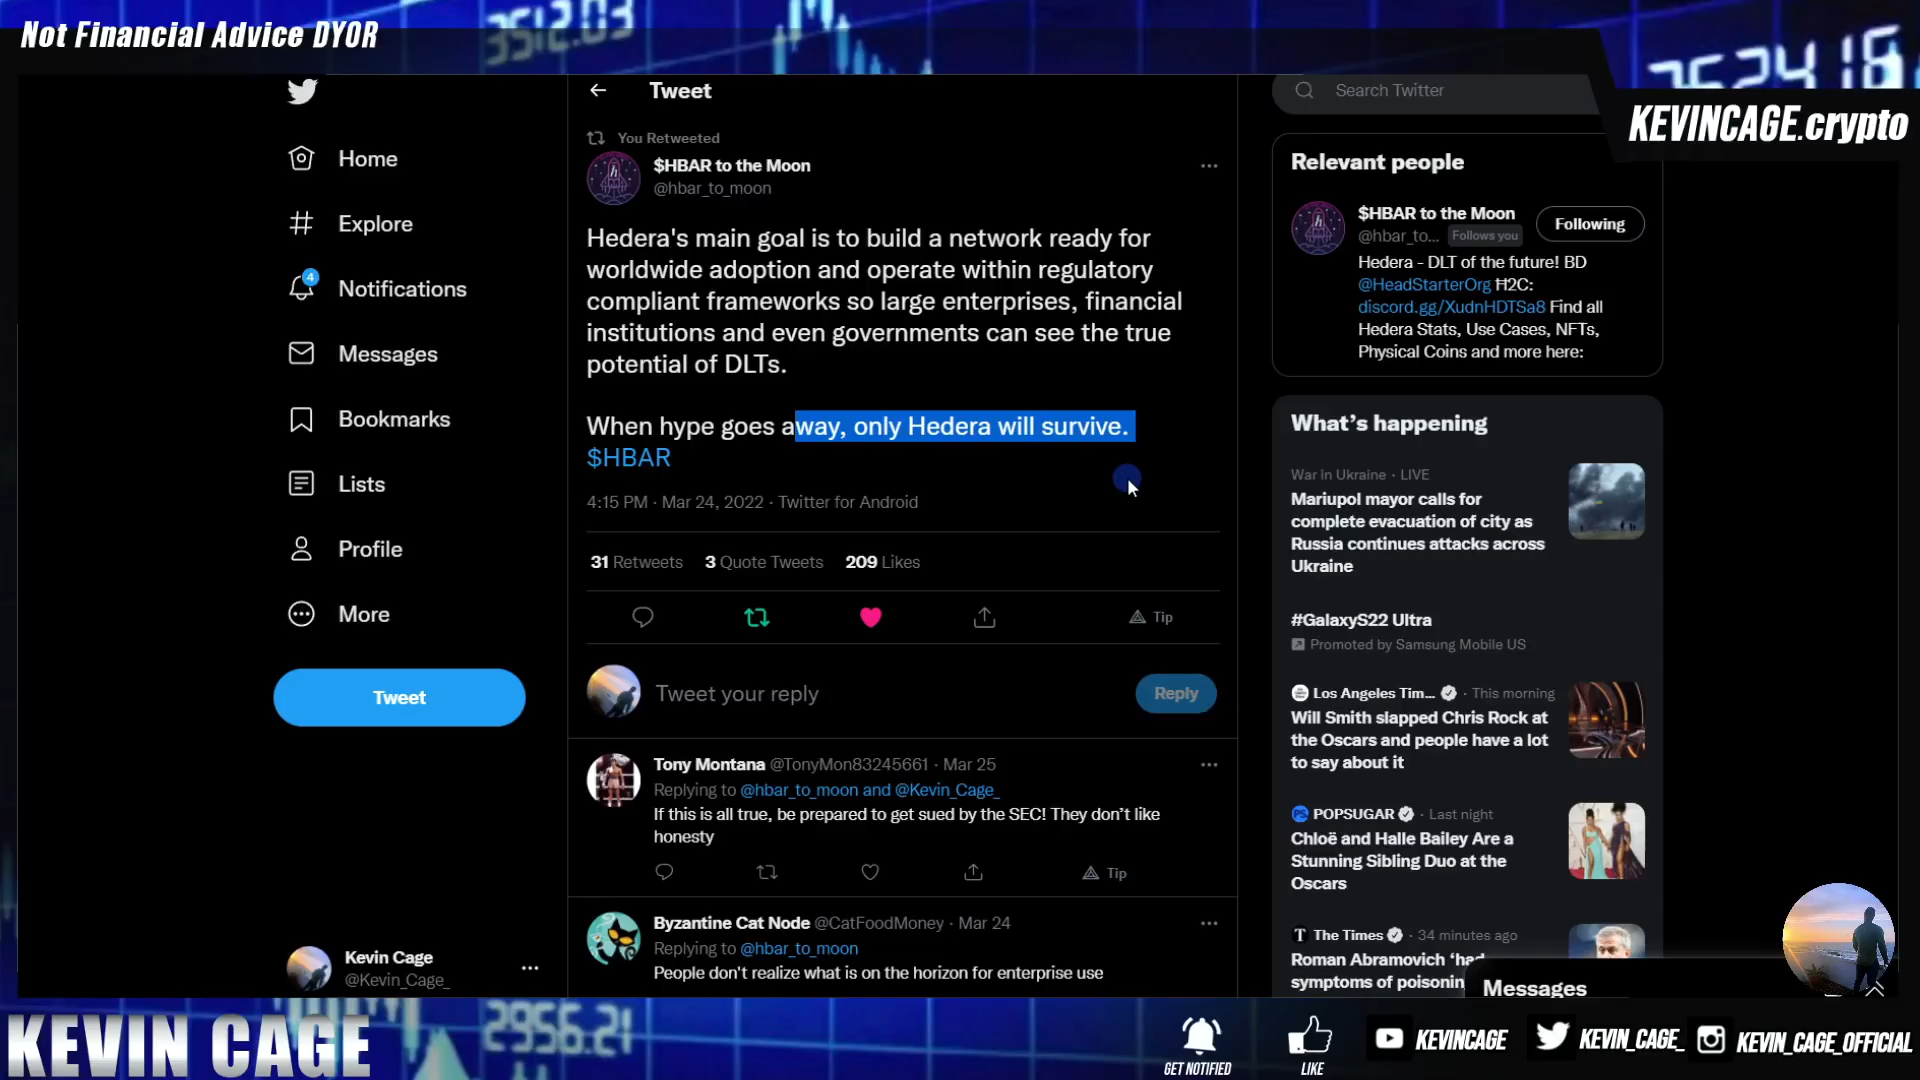 Not Financial Advice DYOR
3512.03
KEVINCAGE.crypto
Home
Explore
4
Notifications
Messages
Bookmarks
Lists
Profile
More
Tweet
Kevin Cage
@Kevin_Cage_
Tweet
You Retweeted
$HBAR to the Moon
@hbar_to_moon
Hedera's main goal is to build a network ready for
worldwide adoption and operate within regulatory
compliant frameworks so large enterprises, financial
institutions and even governments can see the true
potential of DLTs.
When hype goes away, only Hedera will survive.
$HBAR
4:15 PM · Mar 24, 2022 · Twitter for Android
31 Retweets 3 Quote Tweets 209 Likes
Tip
Tweet your reply
Reply
Tony Montana @TonyMon83245661 · Mar 25
Replying to @hbar_to_moon and @Kevin_Cage_
If this is all true, be prepared to get sued by the SEC! They don’t like
honesty
Tip
Byzantine Cat Node @CatFoodMoney · Mar 24
Replying to @hbar_to_moon
People don't realize what is on the horizon for enterprise use
Search Twitter
Relevant people
$HBAR to the Moon
@hbar_to... Follows you
Following
Hedera - DLT of the future! BD
@HeadStarterOrg Ħ2C:
discord.gg/XudnHDTSa8 Find all
Hedera Stats, Use Cases, NFTs,
Physical Coins and more here:
What’s happening
War in Ukraine · LIVE
Mariupol mayor calls for
complete evacuation of city as
Russia continues attacks across
Ukraine
#GalaxyS22 Ultra
Promoted by Samsung Mobile US
Los Angeles Tim... · This morning
Will Smith slapped Chris Rock at
the Oscars and people have a lot
to say about it
POPSUGAR · Last night
Chloë and Halle Bailey Are a
Stunning Sibling Duo at the
Oscars
The Times · 34 minutes ago
Roman Abramovich ‘had
symptoms of poisoning
Messages
KEVIN CAGE
2956.21
GET NOTIFIED
LIKE
KEVINCAGE
KEVIN_CAGE_
KEVIN_CAGE_OFFICIAL